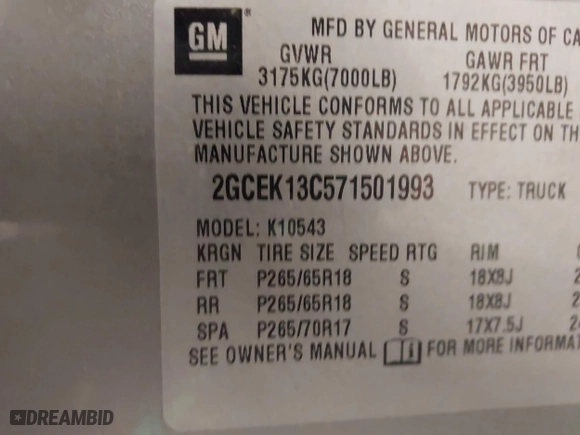 GM
MFD BY GENERAL MOTORS OF CA
GVWR GAWR FRT
3175KG(7000LB) 1792KG(3950LB)
THIS VEHICLE CONFORMS TO ALL APPLICABLE
VEHICLE SAFETY STANDARDS IN EFFECT ON TH
MANUFACTURE SHOWN ABOVE.
2GCEK13C571501993 TYPE: TRUCK
MODEL: K10543
KRGN TIRE SIZE SPEED RTG RIM
FRT P265/65R18 S 18X8J 2
RR P265/65R18 S 18X8J 2
SPA P265/70R17 S 17X7.5J 2
SEE OWNER'S MANUAL FOR MORE INFORMAT
DREAMBID